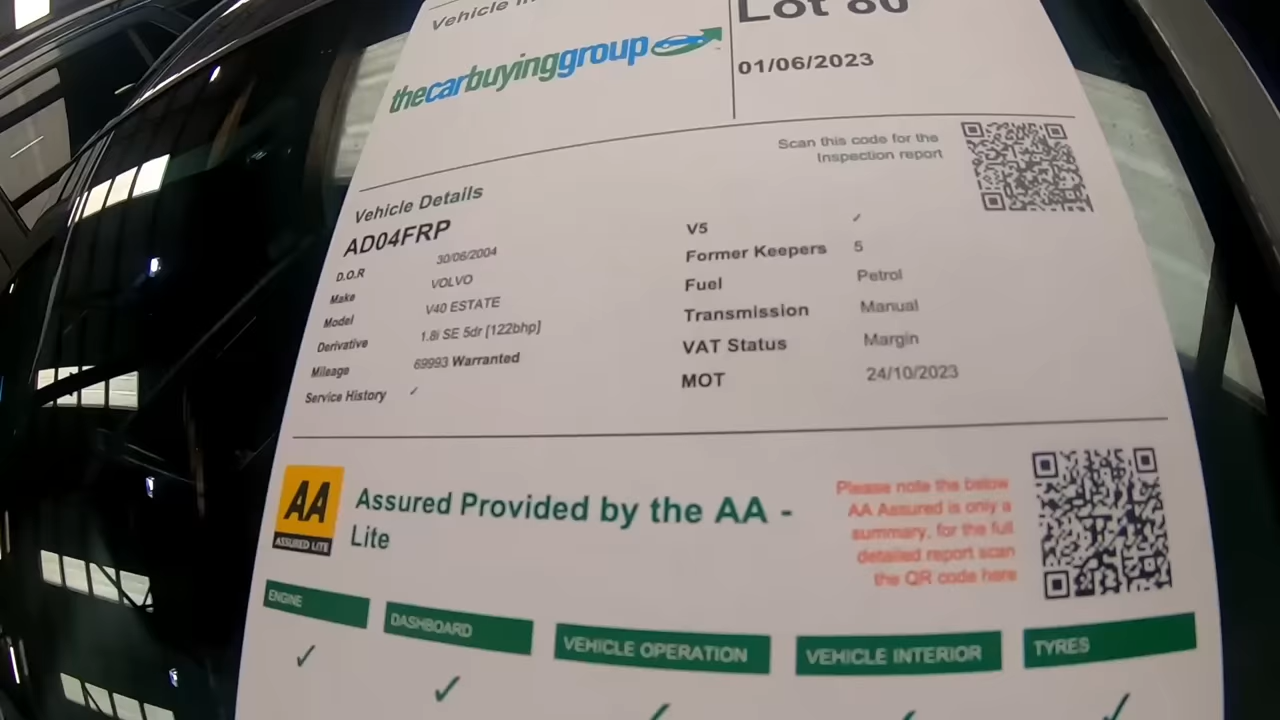 Vehicle
Lot 80
thecarbuyinggroup
01/06/2023
Scan this code for the
Inspection report
Vehicle Details
AD04FRP
D.O.R 30/06/2004
Make VOLVO
Model V40 ESTATE
Derivative 1.8i SE 5dr [122bhp]
Mileage 69993 Warranted
Service History ✓
V5 ✓
Former Keepers 5
Fuel Petrol
Transmission Manual
VAT Status Margin
MOT 24/10/2023
AA
ASSURED LITE
Assured Provided by the AA -
Lite
Please note the below
AA Assured is only a
summary, for the full
detailed report scan
the QR code here
ENGINE DASHBOARD VEHICLE OPERATION VEHICLE INTERIOR TYRES
✓ ✓ ✓ ✓ ✓